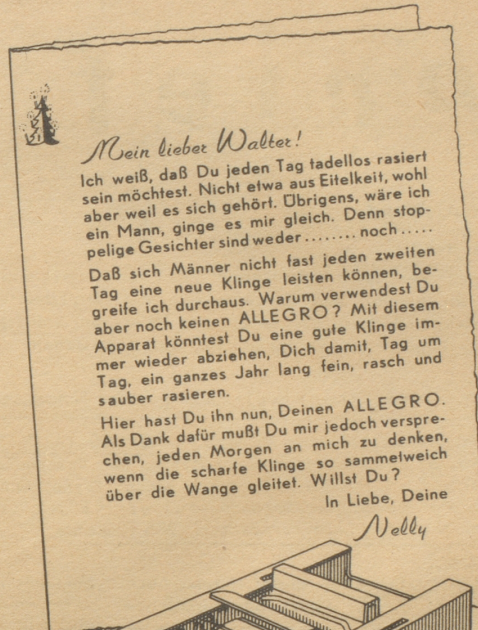 Mein lieber Walter!
Ich weiß, daß Du jeden Tag tadellos rasiert
sein möchtest. Nicht etwa aus Eitelkeit, wohl
aber weil es sich gehört. Übrigens, wäre ich
ein Mann, ginge es mir gleich. Denn stop-
pelige Gesichter sind weder ........ noch .....
Daß sich Männer nicht fast jeden zweiten
Tag eine neue Klinge leisten können, be-
greife ich durchaus. Warum verwendest Du
aber noch keinen ALLEGRO? Mit diesem
Apparat könntest Du eine gute Klinge im-
mer wieder abziehen, Dich damit, Tag um
Tag, ein ganzes Jahr lang fein, rasch und
sauber rasieren.
Hier hast Du ihn nun, Deinen ALLEGRO.
Als Dank dafür mußt Du mir jedoch verspre-
chen, jeden Morgen an mich zu denken,
wenn die scharfe Klinge so sammetweich
über die Wange gleitet. Willst Du?
In Liebe, Deine
Nelly